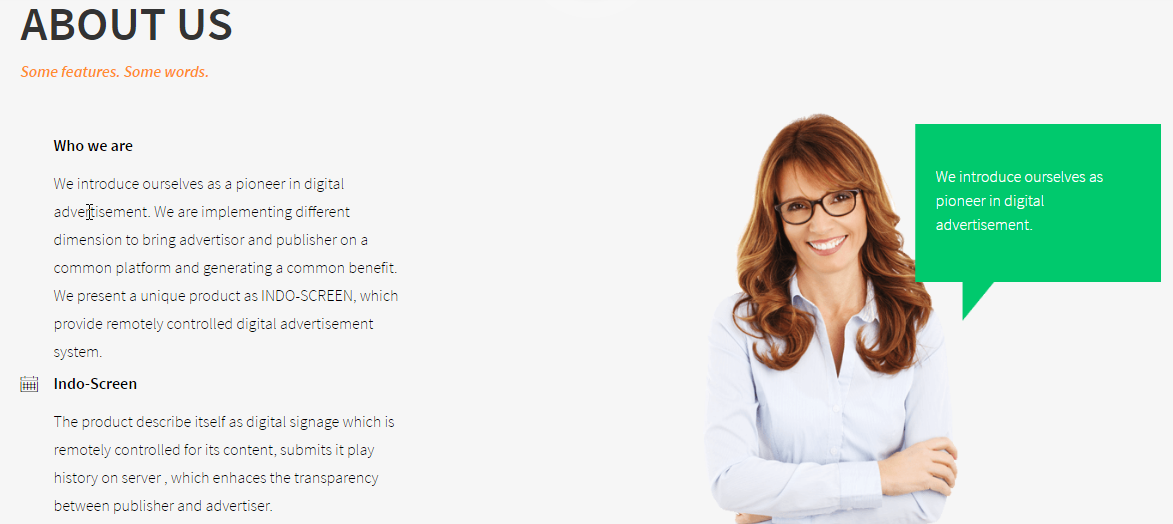 ABOUT US
Some features. Some words.
Who we are
We introduce ourselves as a pioneer in digital
advertisement. We are implementing different
dimension to bring advertisor and publisher on a
common platform and generating a common benefit.
We present a unique product as INDO-SCREEN, which
provide remotely controlled digital advertisement
system.
Indo-Screen
The product describe itself as digital signage which is
remotely controlled for its content, submits it play
history on server , which enhaces the transparency
between publisher and advertiser.
We introduce ourselves as
pioneer in digital
advertisement.